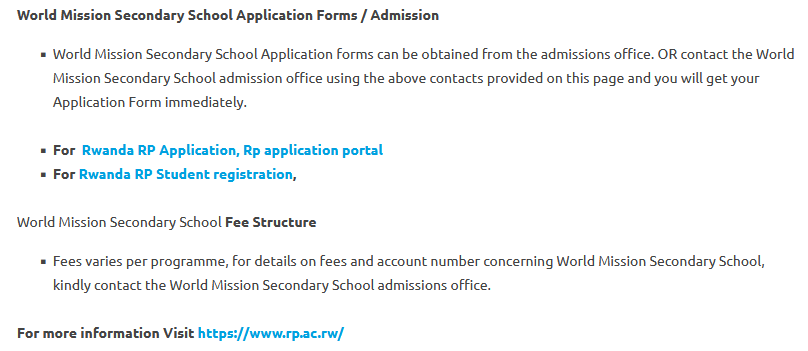 World Mission Secondary School Application Forms / Admission
World Mission Secondary School Application forms can be obtained from the admissions office. OR contact the World
Mission Secondary School admission office using the above contacts provided on this page and you will get your
Application Form immediately.
For Rwanda RP Application, Rp application portal
For Rwanda RP Student registration,
World Mission Secondary School Fee Structure
Fees varies per programme, for details on fees and account number concerning World Mission Secondary School,
kindly contact the World Mission Secondary School admissions office.
For more information Visit https://www.rp.ac.rw/